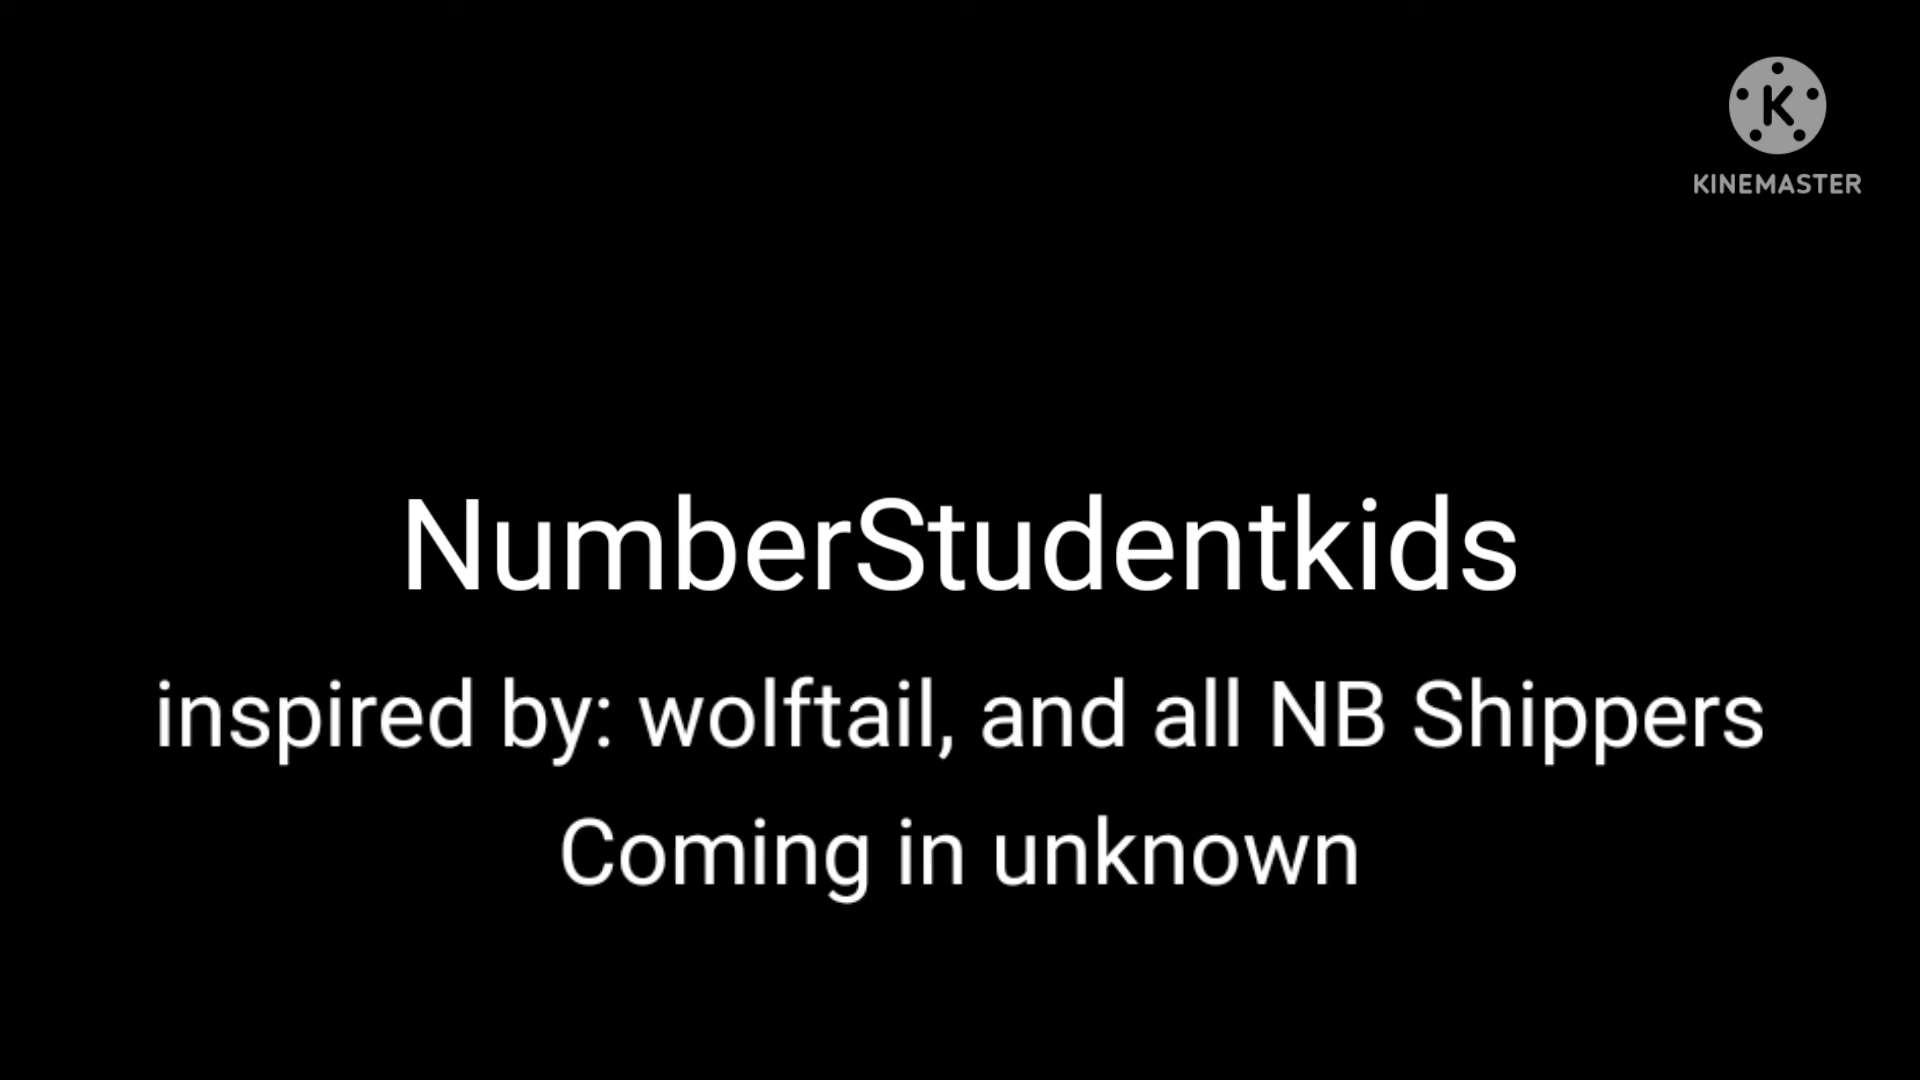 K
KINEMASTER
NumberStudentkids
inspired by: wolftail, and all NB Shippers
Coming in unknown